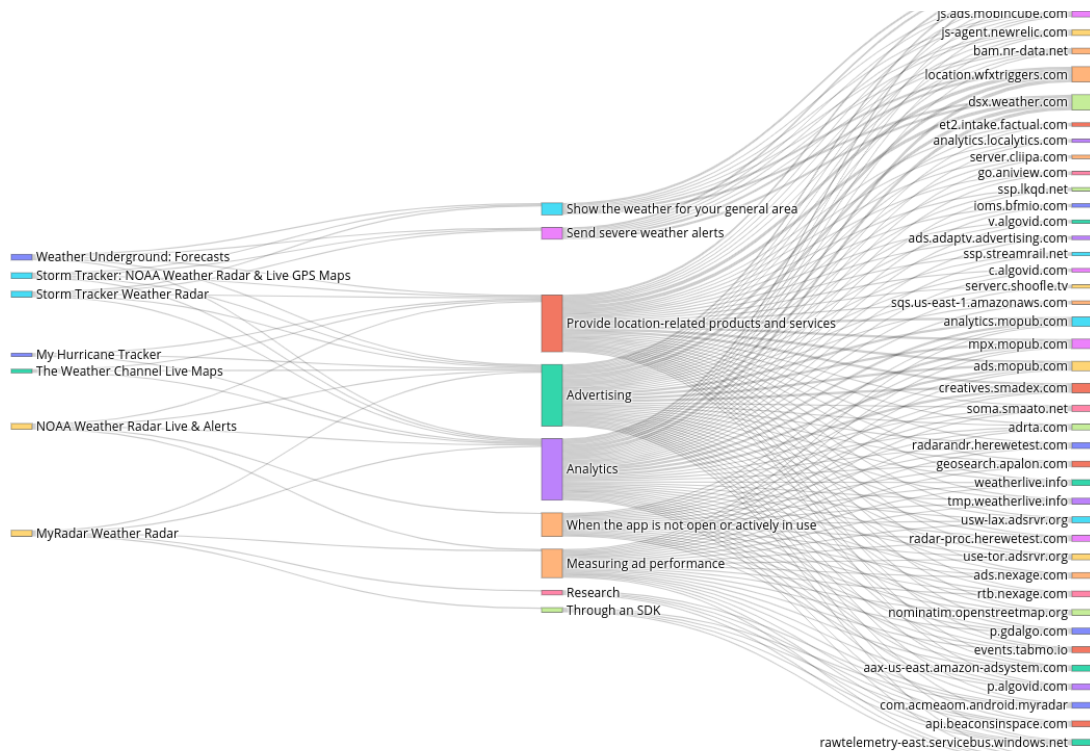 Weather Underground: Forecasts
Storm Tracker: NOAA Weather Radar & Live GPS Maps
Storm Tracker Weather Radar
My Hurricane Tracker
The Weather Channel Live Maps
NOAA Weather Radar Live & Alerts
MyRadar Weather Radar
Show the weather for your general area
Send severe weather alerts
Provide location-related products and services
Advertising
Analytics
When the app is not open or actively in use
Measuring ad performance
Research
Through an SDK
js.ads.mobincube.com
js-agent.newrelic.com
bam.nr-data.net
location.wfxtriggers.com
dsx.weather.com
et2.intake.factual.com
analytics.localytics.com
server.cliipa.com
go.aniview.com
ssp.lkqd.net
ioms.bfmio.com
v.algovid.com
ads.adaptv.advertising.com
ssp.streamrail.net
c.algovid.com
serverc.shoofle.tv
sqs.us-east-1.amazonaws.com
analytics.mopub.com
mpx.mopub.com
ads.mopub.com
creatives.smadex.com
soma.smaato.net
adrta.com
radarandr.herewetest.com
geosearch.apalon.com
weatherlive.info
tmp.weatherlive.info
usw-lax.adsrvr.org
radar-proc.herewetest.com
use-tor.adsrvr.org
ads.nexage.com
rtb.nexage.com
nominatim.openstreetmap.org
p.gdalgo.com
events.tabmo.io
aax-us-east.amazon-adsystem.com
p.algovid.com
com.acmeaom.android.myradar
api.beaconsinspace.com
rawtelemetry-east.servicebus.windows.net